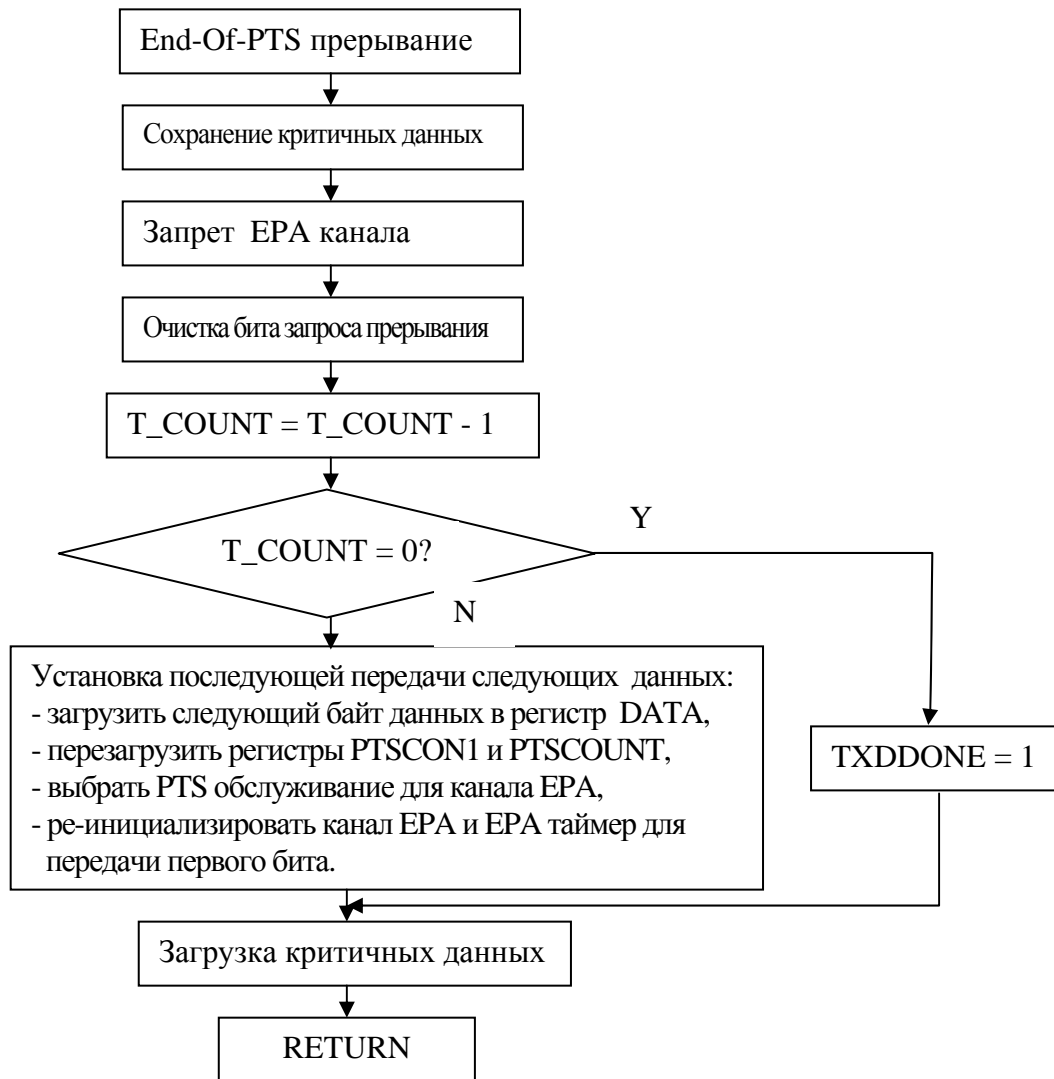 End-Of-PTS прерывание
Сохранение критичных данных
Запрет EPA канала
Очистка бита запроса прерывания
T_COUNT = T_COUNT - 1
T_COUNT = 0?
Y
N
Установка последующей передачи следующих данных:
- загрузить следующий байт данных в регистр DATA,
- перезагрузить регистры PTSCON1 и PTSCOUNT,
- выбрать PTS обслуживание для канала EPA,
- ре-инициализировать канал EPA и EPA таймер для
передачи первого бита.
TXDDONE = 1
Загрузка критичных данных
RETURN